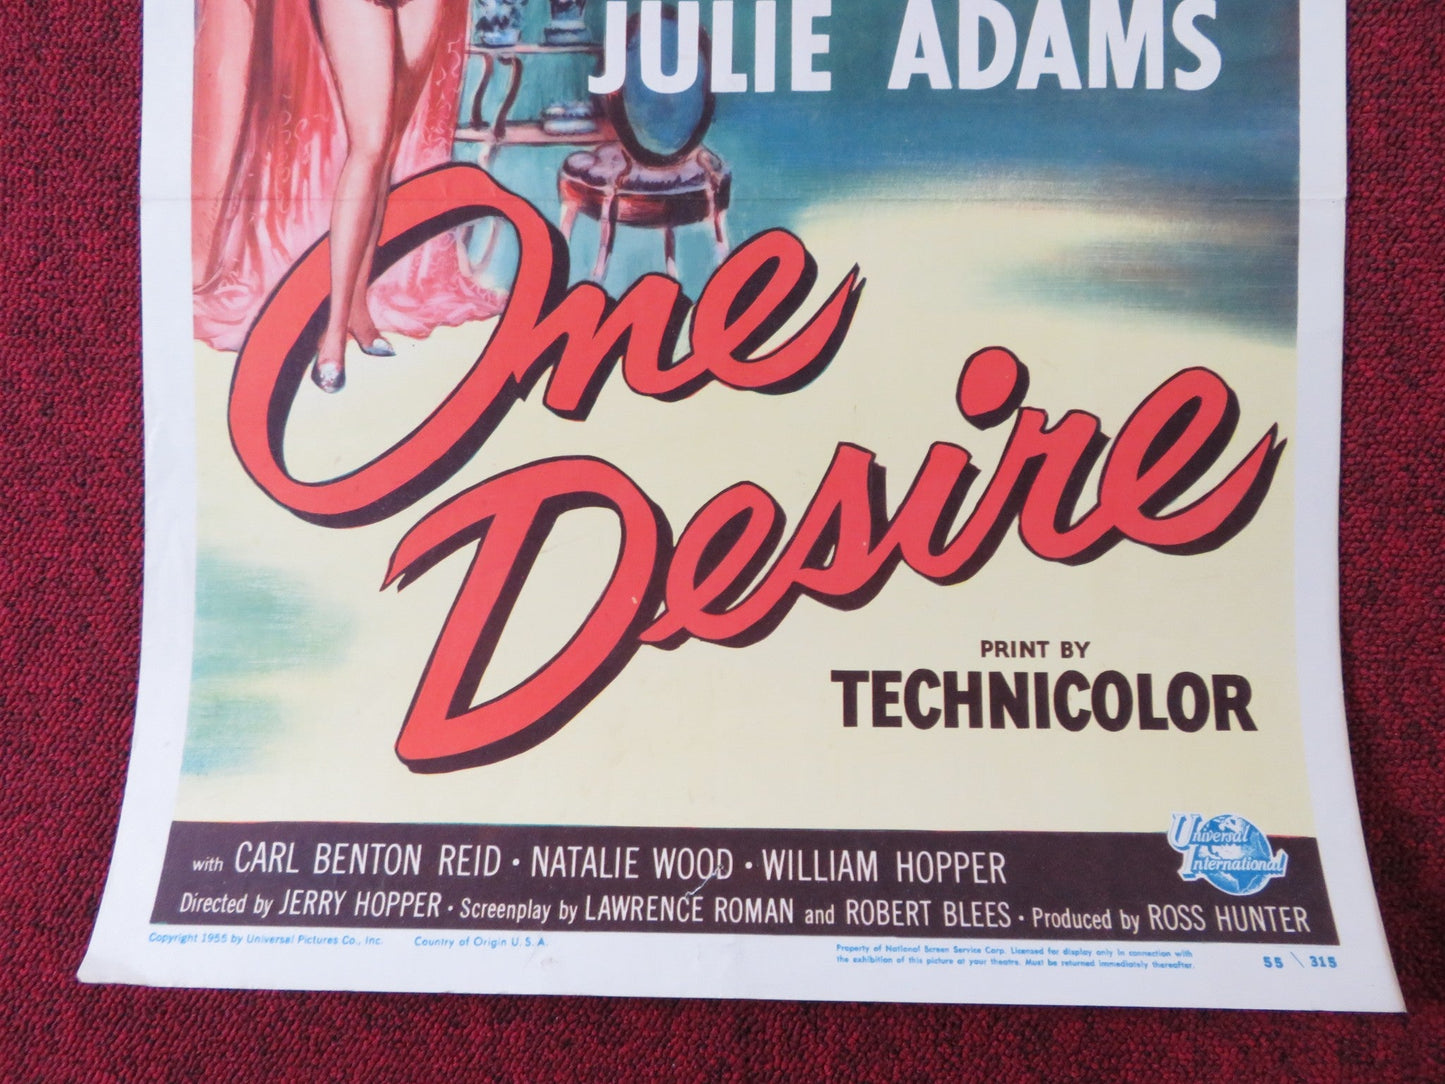 JULIE ADAMS
One
Desire
PRINT BY
TECHNICOLOR
with CARL BENTON REID · NATALIE WOOD · WILLIAM HOPPER
Universal
International
Directed by JERRY HOPPER · Screenplay by LAWRENCE ROMAN and ROBERT BLEES · Produced by ROSS HUNTER
Copyright 1955 by Universal Pictures Co., Inc. Country of Origin U. S. A.
Property of National Screen Service Corp. Licensed for display only in connection with
the exhibition of this picture at your theatre. Must be returned immediately thereafter.
55 \ 315